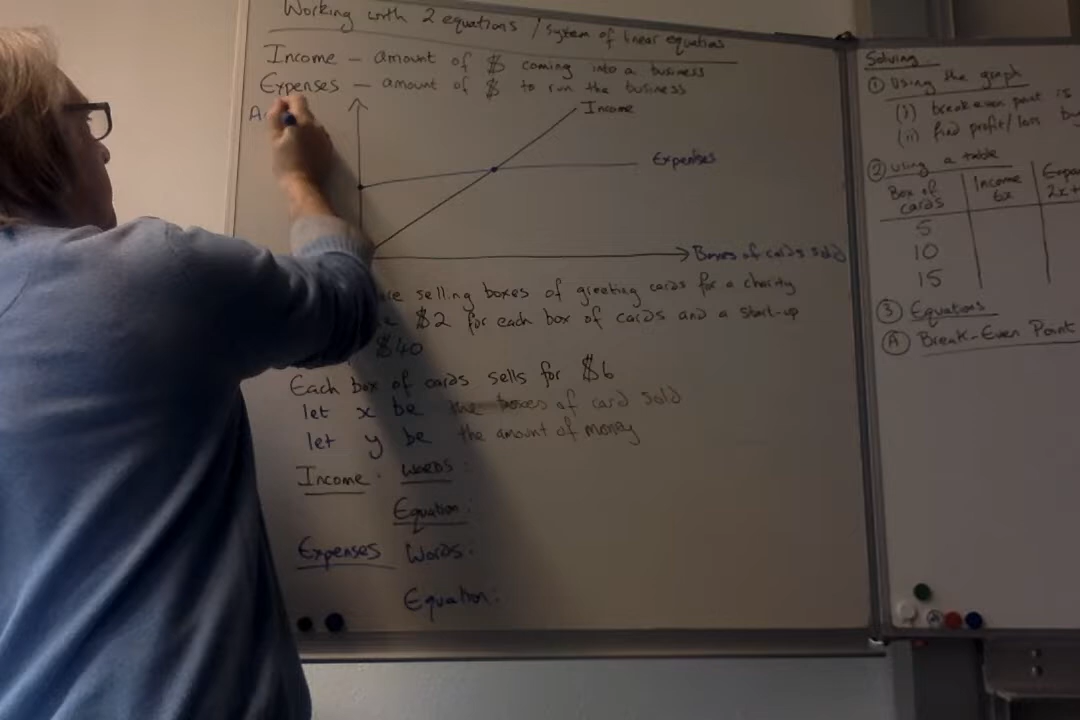 Working with 2 equations / system of linear equations
Income – amount of $ coming into a business
Expenses – amount of $ to run the business
A
Income
Expenses
Boxes of cards sold
are selling boxes of greeting cards for a charity
$2 for each box of cards and a start-up
$40
Each box of cards sells for $6
let x be the boxes of card sold
let y be the amount of money
Income: Words:
Equation:
Expenses Words:
Equation:
Solving
① Using the graph
(i) break even point is
(ii) find profit/loss
② Using a table
Box of cards Income 6x 2x+
5
10
15
③ Equations
Ⓐ Break-Even Point